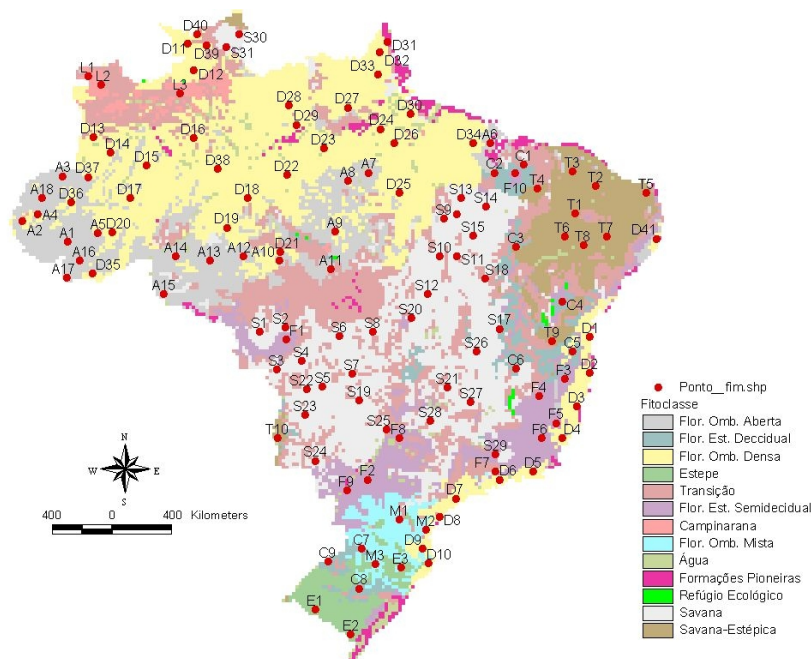 D40
S30
D11
D39
S31
D31
D32
L1
L2
D12
D33
L3
D28
D27
D30
D29
D24
D13
D16
D26
D34
A6
D14
D23
A3
D37
D15
D38
D22
A8
A7
C2
C1
F10
T3
T4
T2
T5
A18
D36
D17
D18
D25
S13
S14
A4
A2
S9
T1
A5
D20
D19
A9
S15
T6
T8
T7
D41
A1
A16
A14
A13
A12
A10
D21
S10
S11
C3
A17
D35
A11
S18
A15
S12
C4
S1
S2
F1
S6
S8
S20
S17
T9
D1
C5
S4
S26
S3
S7
C6
F3
D2
S22
S5
S19
S21
S27
F4
D3
S23
S25
S28
F5
T10
F8
F6
D4
S24
S29
F9
F2
F7
D6
D5
D7
M1
M2
D8
C7
D9
C9
M3
E3
D10
C8
E1
E2
N
W
E
S
400
0
400 Kilometers
Ponto__fim.shp
Fitoclasse
Flor. Omb. Aberta
Flor. Est. Deccidual
Flor. Omb. Densa
Estepe
Transição
Flor. Est. Semidecidual
Campinarana
Flor. Omb. Mista
Água
Formações Pioneiras
Refúgio Ecológico
Savana
Savana-Estépica